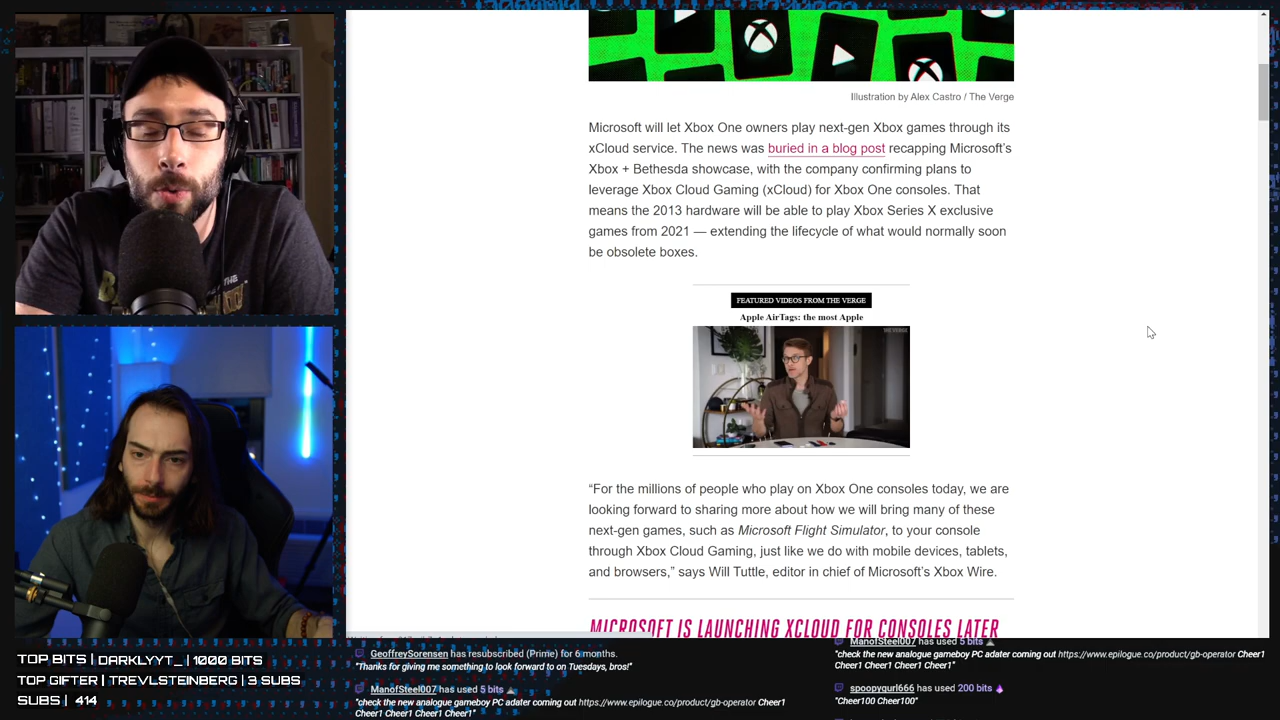 Illustration by Alex Castro / The Verge
Microsoft will let Xbox One owners play next-gen Xbox games through its
xCloud service. The news was buried in a blog post recapping Microsoft's
Xbox + Bethesda showcase, with the company confirming plans to
leverage Xbox Cloud Gaming (xCloud) for Xbox One consoles. That
means the 2013 hardware will be able to play Xbox Series X exclusive
games from 2021 — extending the lifecycle of what would normally soon
be obsolete boxes.
FEATURED VIDEOS FROM THE VERGE
Apple AirTags: the most Apple
THE VERGE
“For the millions of people who play on Xbox One consoles today, we are
looking forward to sharing more about how we will bring many of these
next-gen games, such as Microsoft Flight Simulator, to your console
through Xbox Cloud Gaming, just like we do with mobile devices, tablets,
and browsers,” says Will Tuttle, editor in chief of Microsoft's Xbox Wire.
MICROSOFT IS LAUNCHING XCLOUD FOR CONSOLES LATER
TOP BITS | DARKLYYT_ | 1000 BITS
TOP GIFTER | TREVLSTEINBERG | 3 SUBS
SUBS | 414
GeoffreySorensen has resubscribed (Prime) for 6 months.
"Thanks for giving me something to look forward to on Tuesdays, bros!"
ManofSteel007 has used 5 bits
"check the new analogue gameboy PC adater coming out https://www.epilogue.co/product/gb-operator Cheer1
Cheer1 Cheer1 Cheer1 Cheer1"
ManofSteel007 has used 5 bits
"check the new analogue gameboy PC adater coming out https://www.epilogue.co/product/gb-operator Cheer1
Cheer1 Cheer1 Cheer1 Cheer1"
spoopygurl666 has used 200 bits
"Cheer100 Cheer100"